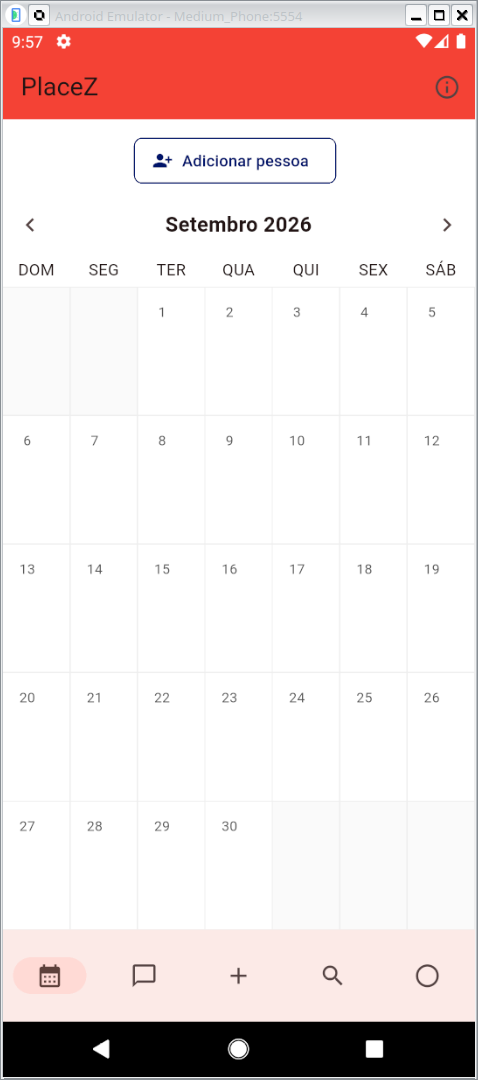 Android Emulator - Medium_Phone:5554
9:57
PlaceZ
Adicionar pessoa
Setembro 2026
DOM SEG TER QUA QUI SEX SÁB
1 2 3 4 5
6 7 8 9 10 11 12
13 14 15 16 17 18 19
20 21 22 23 24 25 26
27 28 29 30